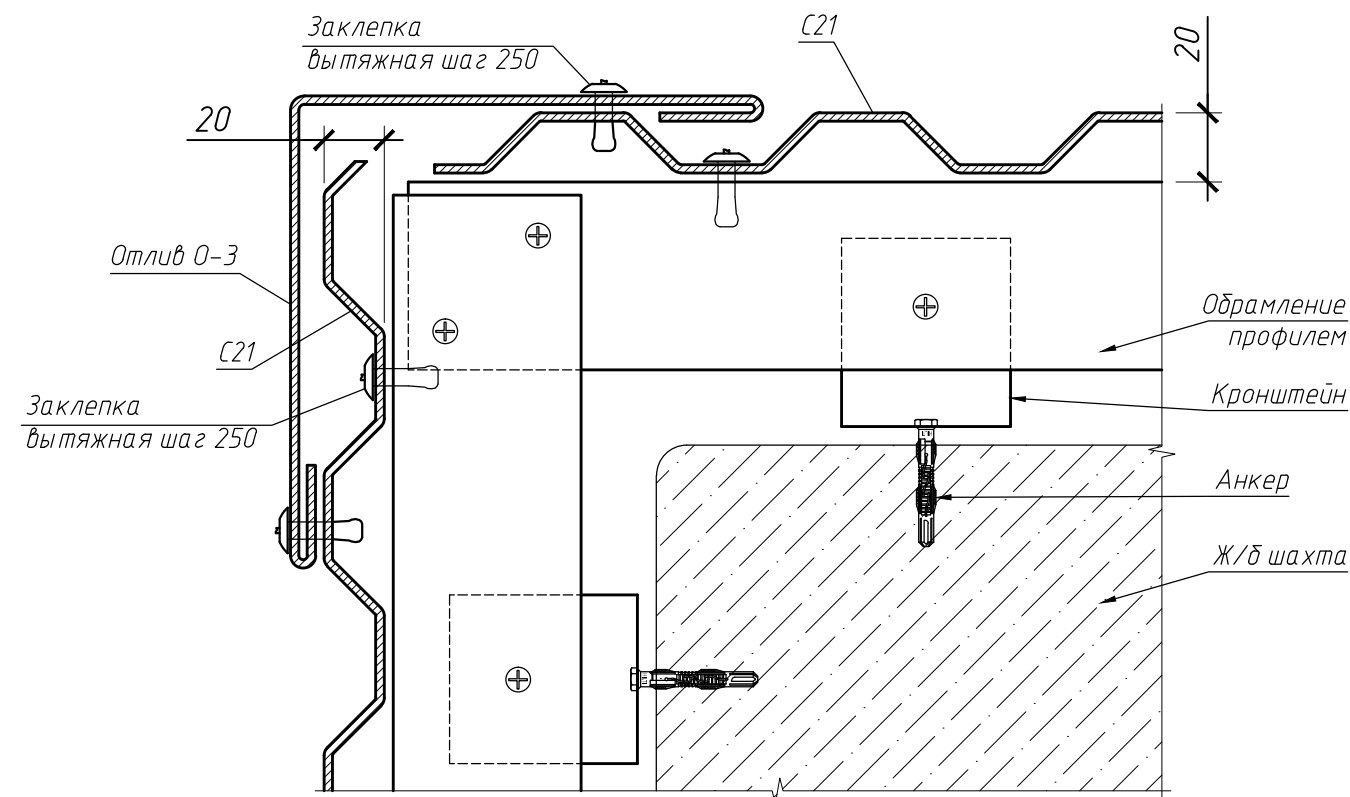 Заклепка
вытяжная шаг 250
С21
20
20
Отлив О-3
С21
Заклепка
вытяжная шаг 250
Обрамление
профилем
Кронштейн
Анкер
Ж/б шахта